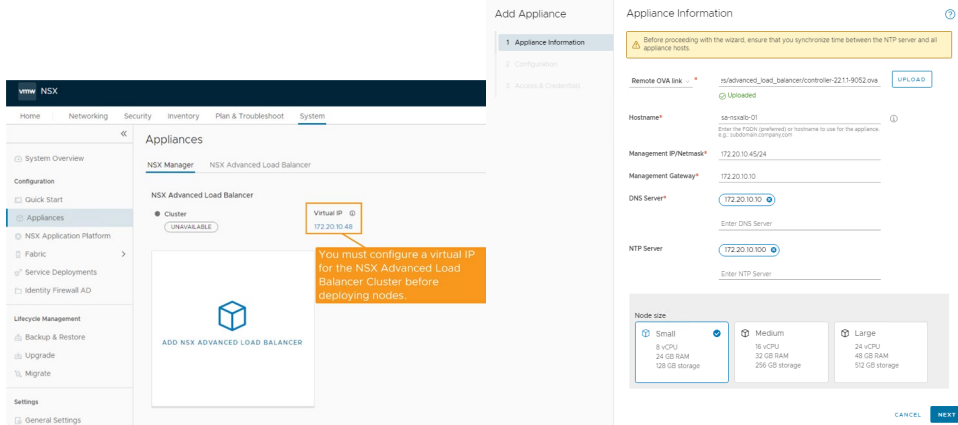 vmw NSX
Home Networking Security Inventory Plan & Troubleshoot System
System Overview
Configuration
Quick Start
Appliances
NSX Application Platform
Fabric
Service Deployments
Identity Firewall AD
Lifecycle Management
Backup & Restore
Upgrade
Migrate
Settings
General Settings
Appliances
NSX Manager NSX Advanced Load Balancer
NSX Advanced Load Balancer
Cluster
UNAVAILABLE
Virtual IP
172.20.10.48
You must configure a virtual IP
for the NSX Advanced Load
Balancer Cluster before
deploying nodes.
ADD NSX ADVANCED LOAD BALANCER
Add Appliance
1 Appliance Information
2 Configuration
3 Access & Credential...
Appliance Information
Before proceeding with the wizard, ensure that you synchronize time between the NTP server and all
appliance hosts.
Remote OVA link * es/advanced_load_balancer/controller-22.1.1-9052.ova UPLOAD
Uploaded
Hostname* sa-nsxalb-01
Enter the FQDN (preferred) or hostname to use for the appliance.
e.g.: subdomain.company.com
Management IP/Netmask* 172.20.10.45/24
Management Gateway* 172.20.10.10
DNS Server* 172.20.10.10
Enter DNS Server
NTP Server 172.20.10.100
Enter NTP Server
Node size
Small
8 vCPU
24 GB RAM
128 GB storage
Medium
16 vCPU
32 GB RAM
256 GB storage
Large
24 vCPU
48 GB RAM
512 GB storage
CANCEL NEXT